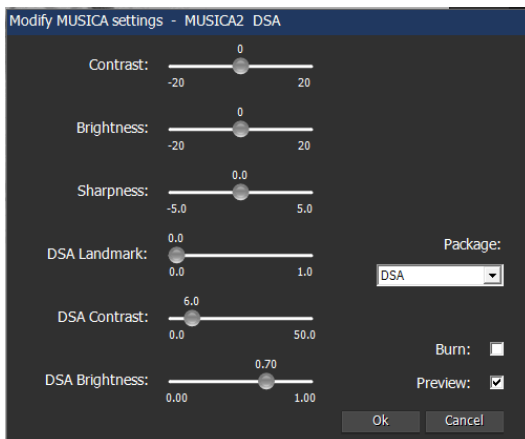 Modify MUSICA settings - MUSICA2 DSA
0
Contrast:
-20 20
0
Brightness:
-20 20
0.0
Sharpness:
-5.0 5.0
0.0
DSA Landmark:
0.0 1.0
Package:
DSA
6.0
DSA Contrast:
0.0 50.0
Burn:
0.70
DSA Brightness:
0.00 1.00
Preview:
Ok Cancel